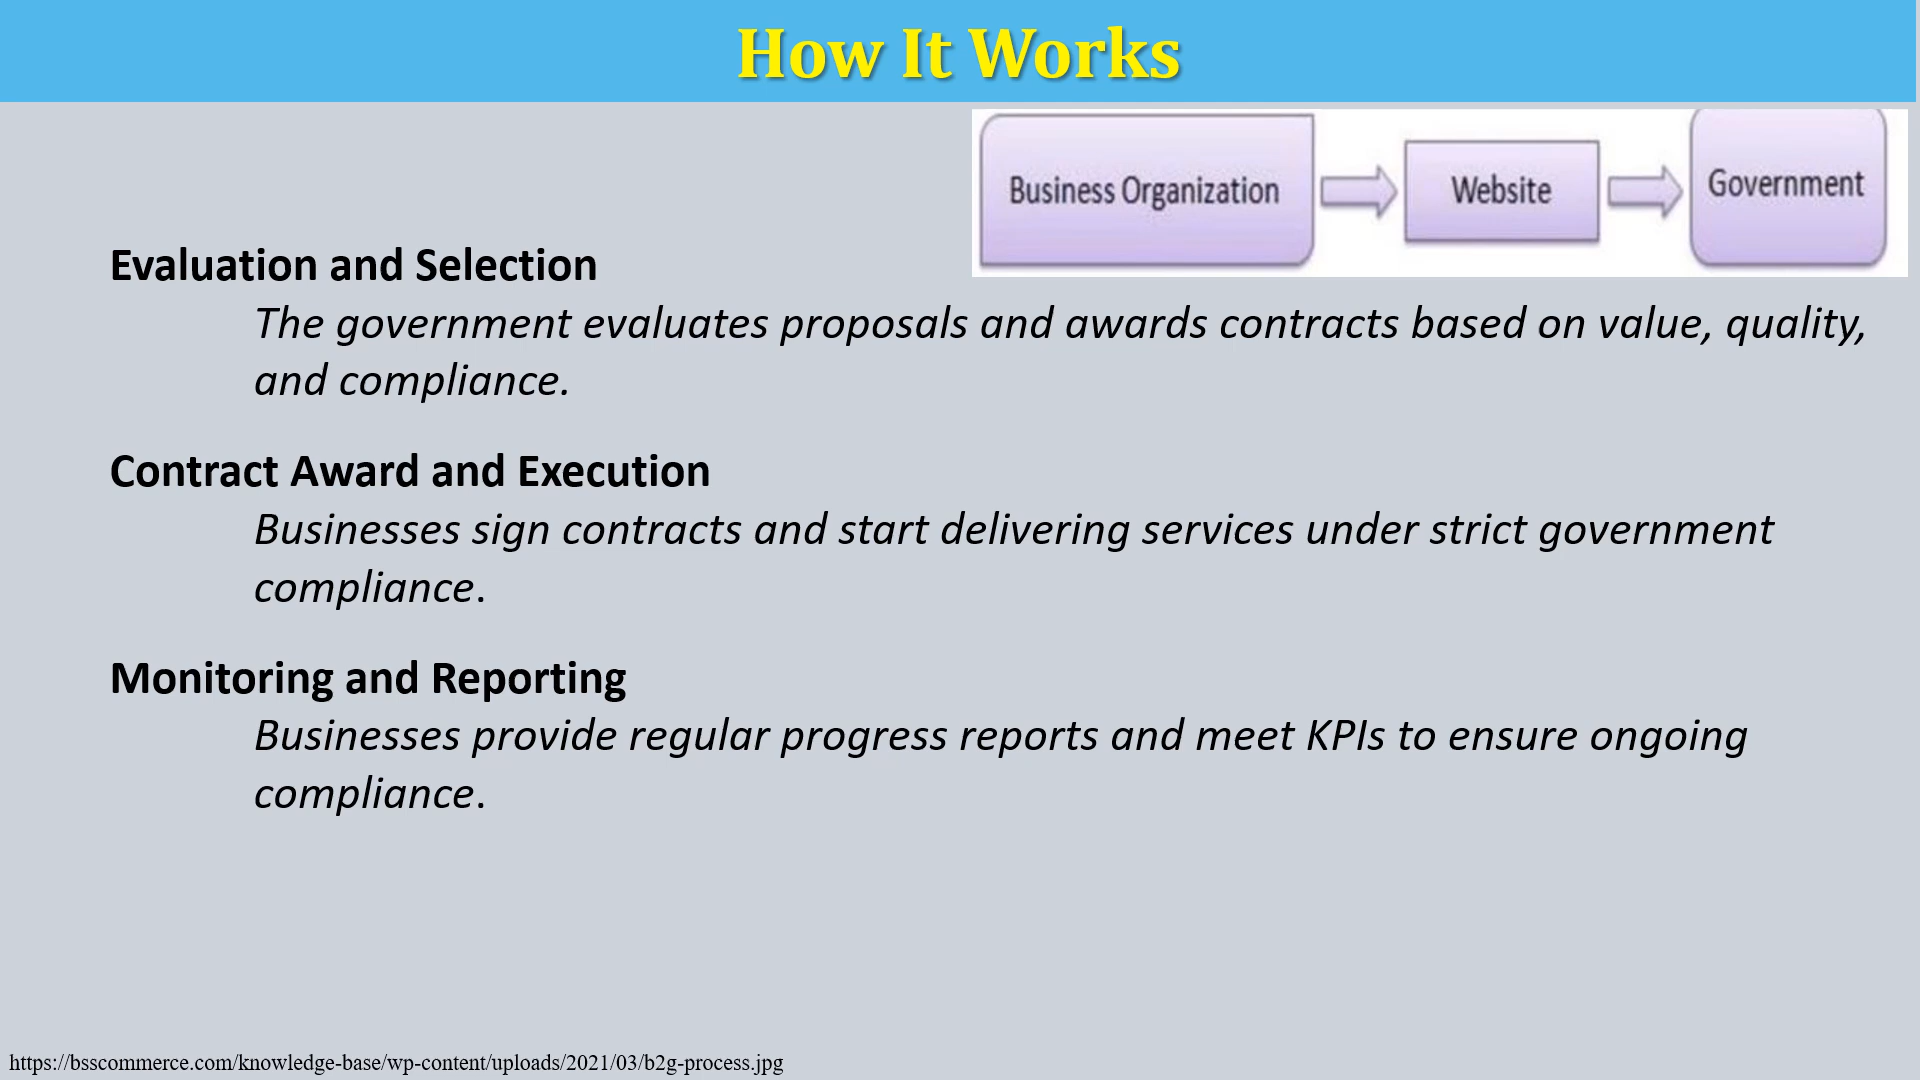 How It Works
Business Organization
Website
Government
Evaluation and Selection
The government evaluates proposals and awards contracts based on value, quality,
and compliance.
Contract Award and Execution
Businesses sign contracts and start delivering services under strict government
compliance.
Monitoring and Reporting
Businesses provide regular progress reports and meet KPIs to ensure ongoing
compliance.
https://bsscommerce.com/knowledge-base/wp-content/uploads/2021/03/b2g-process.jpg